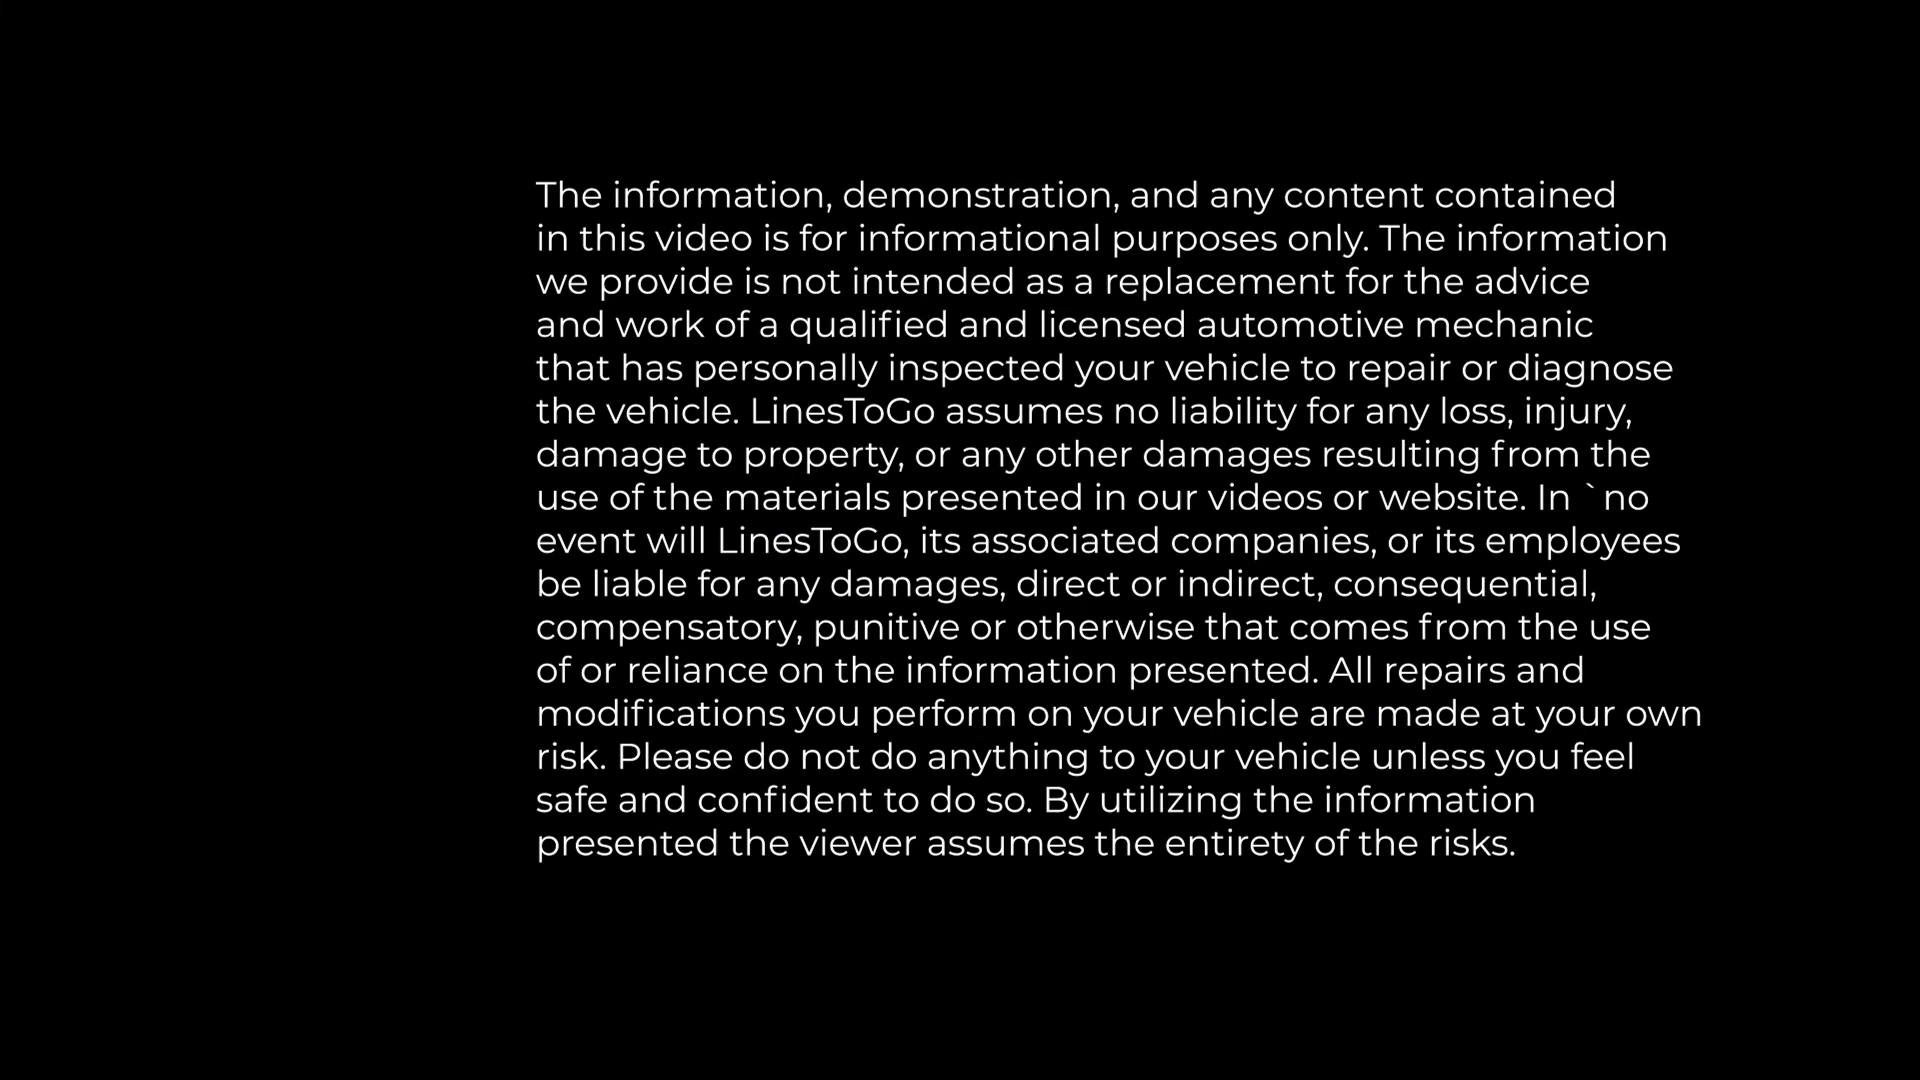 The information, demonstration, and any content contained
in this video is for informational purposes only. The information
we provide is not intended as a replacement for the advice
and work of a qualified and licensed automotive mechanic
that has personally inspected your vehicle to repair or diagnose
the vehicle. LinesToGo assumes no liability for any loss, injury,
damage to property, or any other damages resulting from the
use of the materials presented in our videos or website. In `no
event will LinesToGo, its associated companies, or its employees
be liable for any damages, direct or indirect, consequential,
compensatory, punitive or otherwise that comes from the use
of or reliance on the information presented. All repairs and
modifications you perform on your vehicle are made at your own
risk. Please do not do anything to your vehicle unless you feel
safe and confident to do so. By utilizing the information
presented the viewer assumes the entirety of the risks.